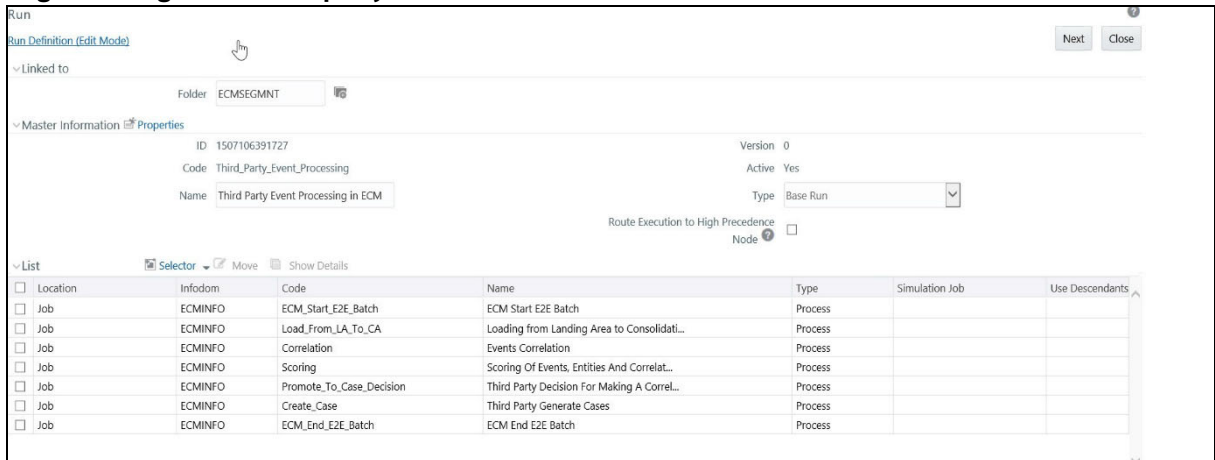 Run
Run Definition (Edit Mode)
Next Close
Linked to
Folder ECMSEGMNT
Master Information Properties
ID 1507106391727 Version 0
Code Third_Party_Event_Processing Active Yes
Name Third Party Event Processing in ECM Type Base Run
Route Execution to High Precedence
Node
List Selector Move Show Details
Location Infodom Code Name Type Simulation Job Use Descendants
Job ECMINFO ECM_Start_E2E_Batch ECM Start E2E Batch Process
Job ECMINFO Load_From_LA_To_CA Loading from Landing Area to Consolidati... Process
Job ECMINFO Correlation Events Correlation Process
Job ECMINFO Scoring Scoring Of Events, Entities And Correlat... Process
Job ECMINFO Promote_To_Case_Decision Third Party Decision For Making A Correl... Process
Job ECMINFO Create_Case Third Party Generate Cases Process
Job ECMINFO ECM_End_E2E_Batch ECM End E2E Batch Process